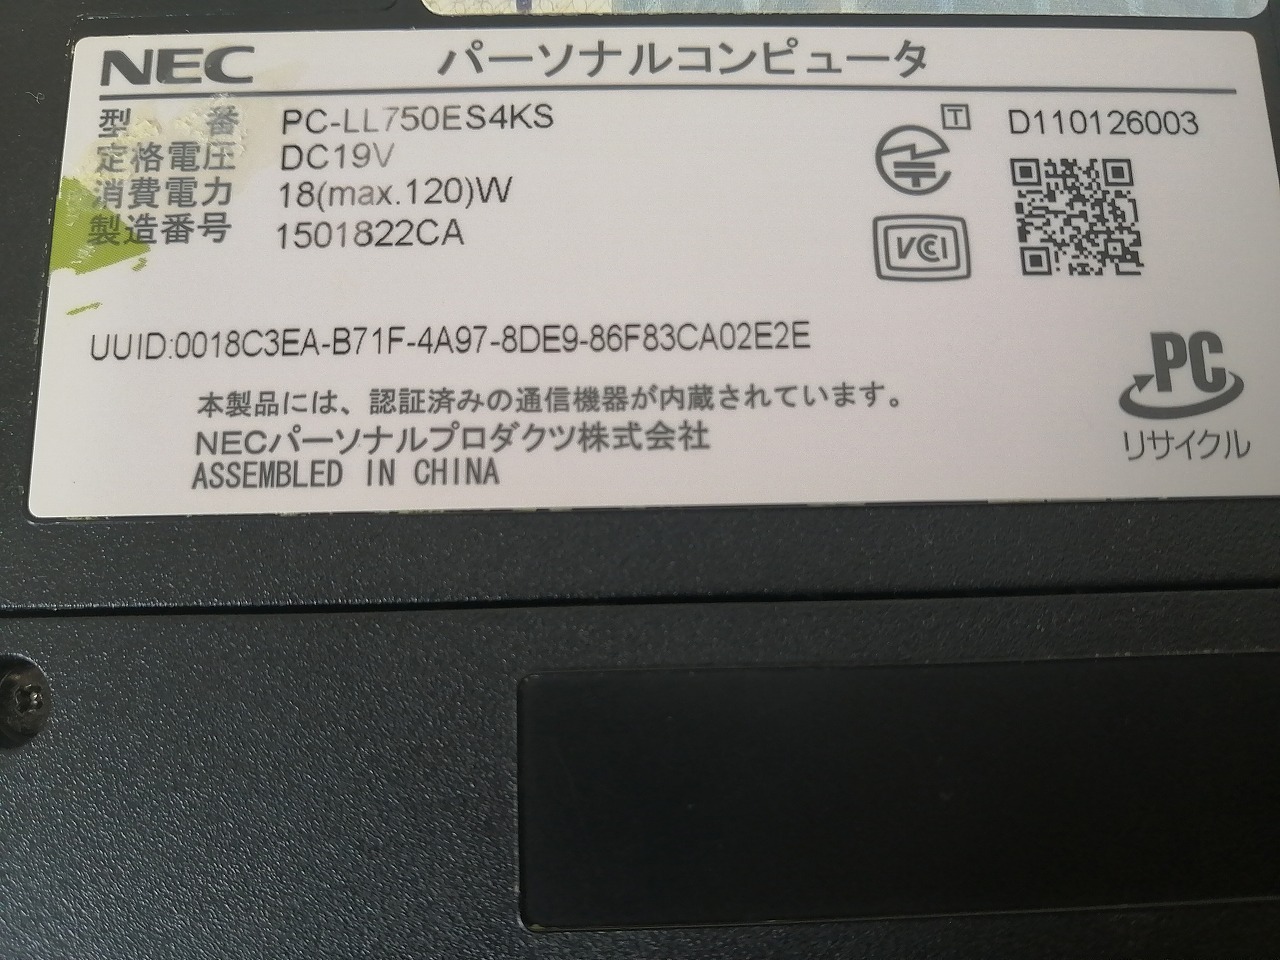 NEC パーソナルコンピュータ
型番 PC-LL750ES4KS
定格電圧 DC19V
消費電力 18(max.120)W
製造番号 1501822CA
T D110126003
VCCI
UUID:0018C3EA-B71F-4A97-8DE9-86F83CA02E2E
本製品には、認証済みの通信機器が内蔵されています。
NECパーソナルプロダクツ株式会社
ASSEMBLED IN CHINA
PC
リサイクル